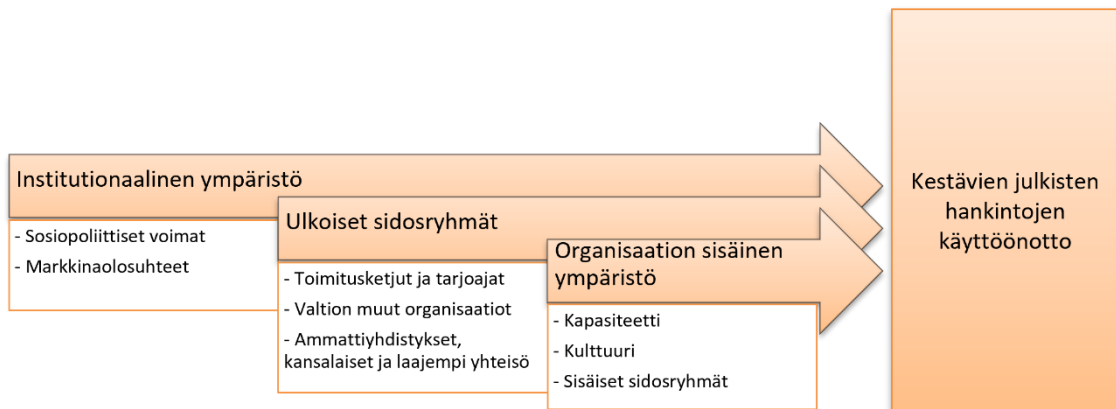 Institutionaalinen ympäristö
- Sosiopoliittiset voimat
- Markkinaolosuhteet
Ulkoiset sidosryhmät
- Toimitusketjut ja tarjoajat
- Valtion muut organisaatiot
- Ammattiyhdistykset,
kansalaiset ja laajempi yhteisö
Organisaation sisäinen
ympäristö
- Kapasiteetti
- Kulttuuri
- Sisäiset sidosryhmät
Kestävien julkisten
hankintojen
käyttöönotto